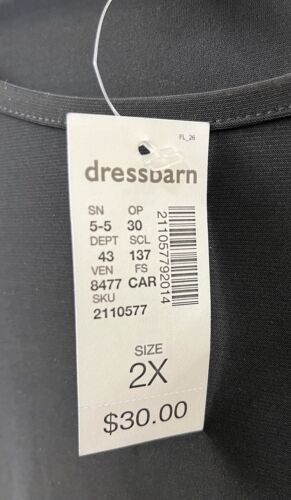 FL_26
dressbarn
SN OP
5-5 30
DEPT SCL
43 137
VEN FS
8477 CAR
SKU
2110577
2110577792014
SIZE
2X
$30.00